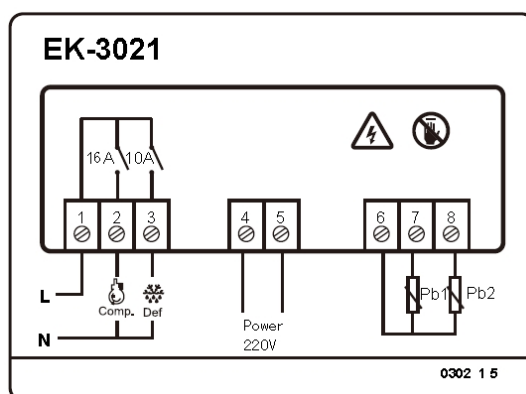 EK-3021
16A 10A
1 2 3 4 5 6 7 8
L
Comp. Def
Pb1 Pb2
N
Power
220V
0302 1 5